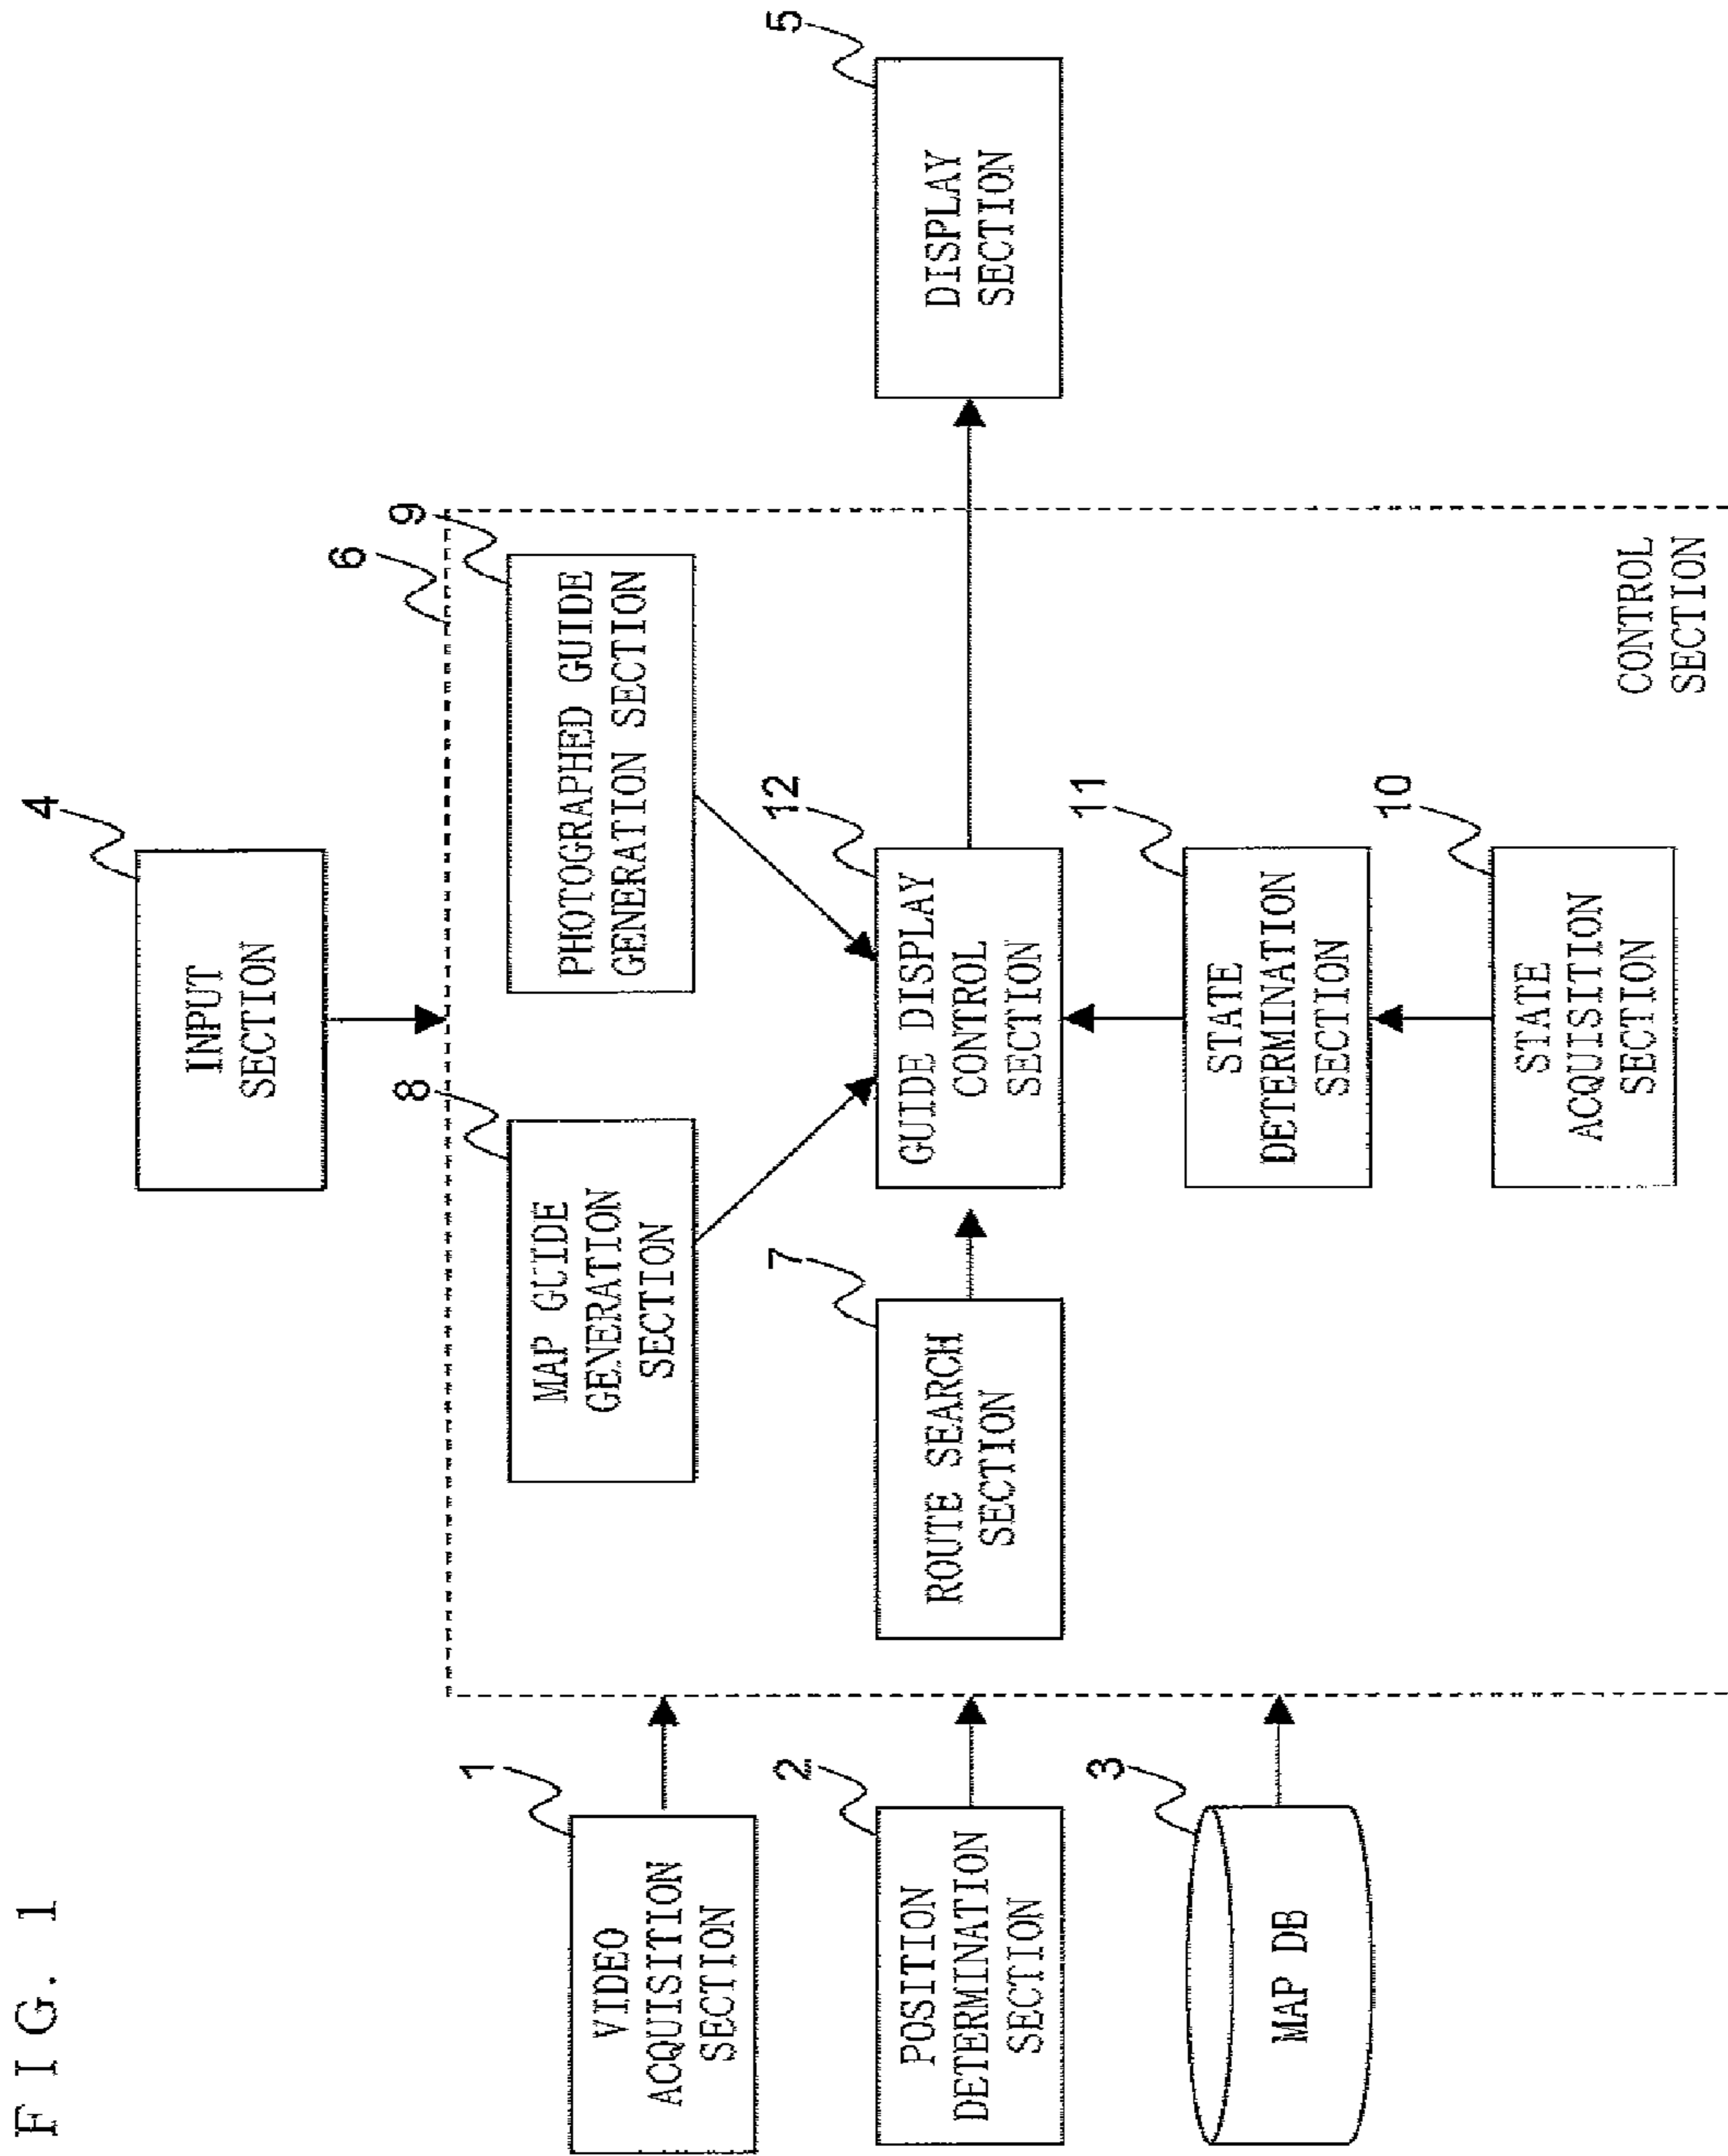 F I G. 1
4
INPUT
SECTION
6
1
VIDEO
ACQUISITION
SECTION
8
MAP GUIDE
GENERATION
SECTION
9
PHOTOGRAPHED GUIDE
GENERATION SECTION
2
POSITION
DETERMINATION
SECTION
7
ROUTE SEARCH
SECTION
12
GUIDE DISPLAY
CONTROL
SECTION
5
DISPLAY
SECTION
3
MAP DB
11
STATE
DETERMINATION
SECTION
10
STATE
ACQUISITION
SECTION
CONTROL
SECTION